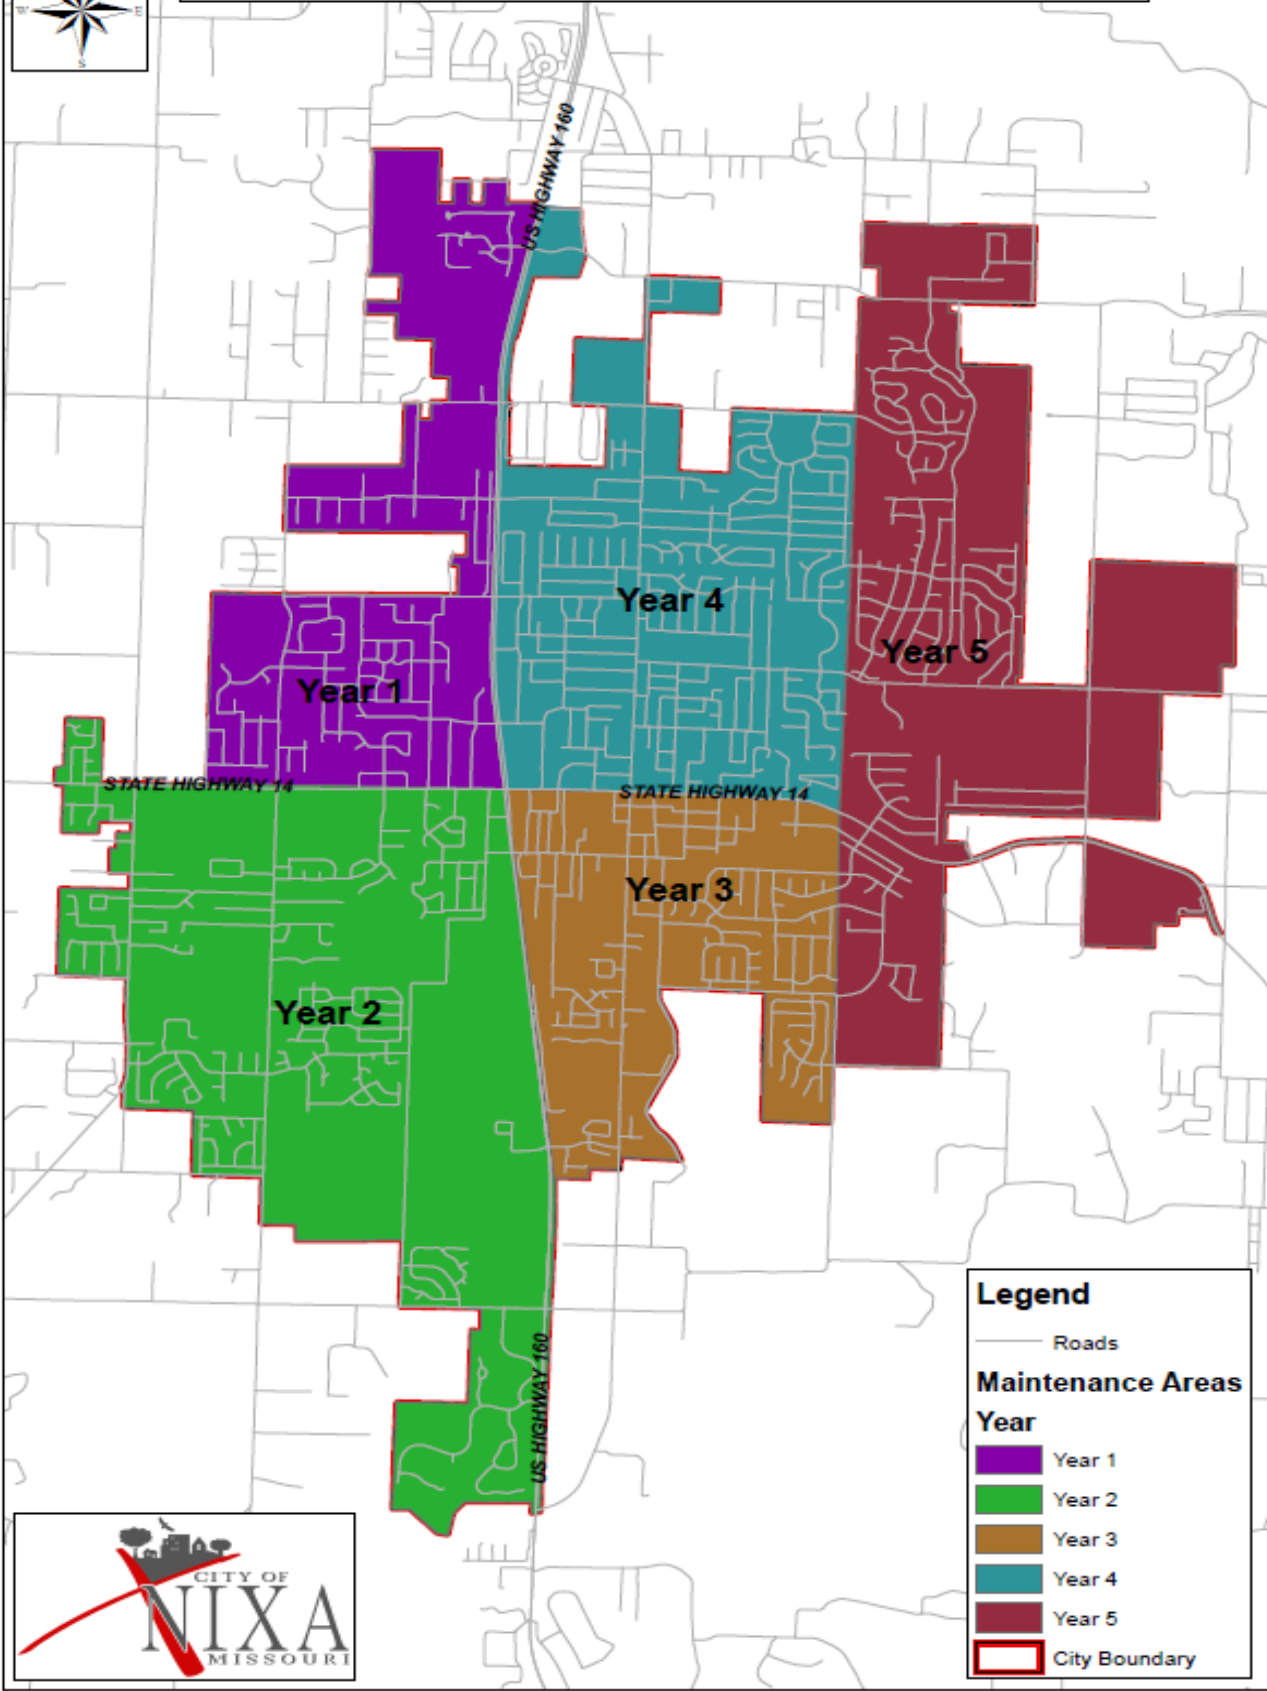 W E
S
US HIGHWAY 160
Year 4
Year 5
Year 1
STATE HIGHWAY 14
STATE HIGHWAY 14
Year 3
Year 2
US HIGHWAY 160
Legend
Roads
Maintenance Areas
Year
Year 1
Year 2
Year 3
Year 4
Year 5
City Boundary
CITY OF
NIXA
MISSOURI